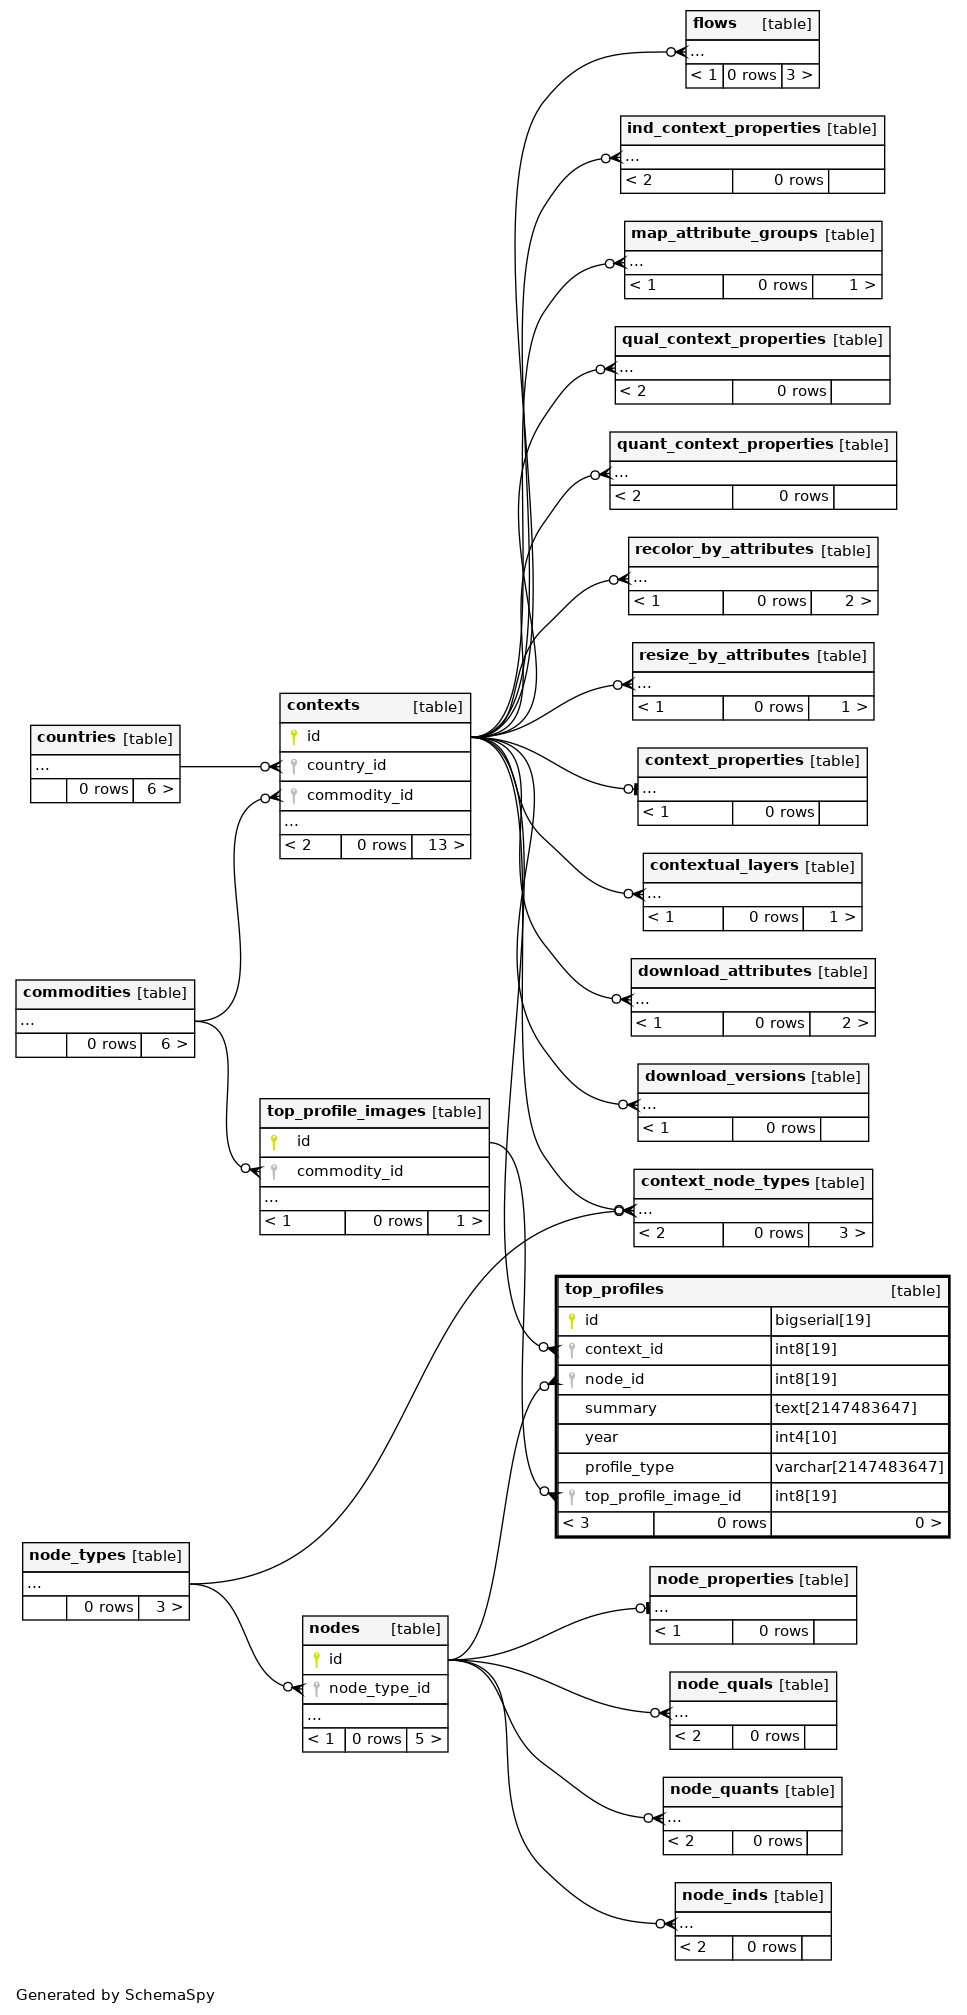 flows [table]
...
< 1 0 rows 3 >
ind_context_properties [table]
...
< 2 0 rows
map_attribute_groups [table]
...
< 1 0 rows 1 >
qual_context_properties [table]
...
< 2 0 rows
quant_context_properties [table]
...
< 2 0 rows
recolor_by_attributes [table]
...
< 1 0 rows 2 >
resize_by_attributes [table]
...
< 1 0 rows 1 >
contexts [table]
id
country_id
commodity_id
...
< 2 0 rows 13 >
countries [table]
...
0 rows 6 >
context_properties [table]
...
< 1 0 rows
contextual_layers [table]
...
< 1 0 rows 1 >
download_attributes [table]
...
< 1 0 rows 2 >
commodities [table]
...
0 rows 6 >
download_versions [table]
...
< 1 0 rows
top_profile_images [table]
id
commodity_id
...
< 1 0 rows 1 >
context_node_types [table]
...
< 2 0 rows 3 >
top_profiles [table]
id bigserial[19]
context_id int8[19]
node_id int8[19]
summary text[2147483647]
year int4[10]
profile_type varchar[2147483647]
top_profile_image_id int8[19]
< 3 0 rows 0 >
node_types [table]
...
0 rows 3 >
node_properties [table]
...
< 1 0 rows
nodes [table]
id
node_type_id
...
< 1 0 rows 5 >
node_quals [table]
...
< 2 0 rows
node_quants [table]
...
< 2 0 rows
node_inds [table]
...
< 2 0 rows
Generated by SchemaSpy